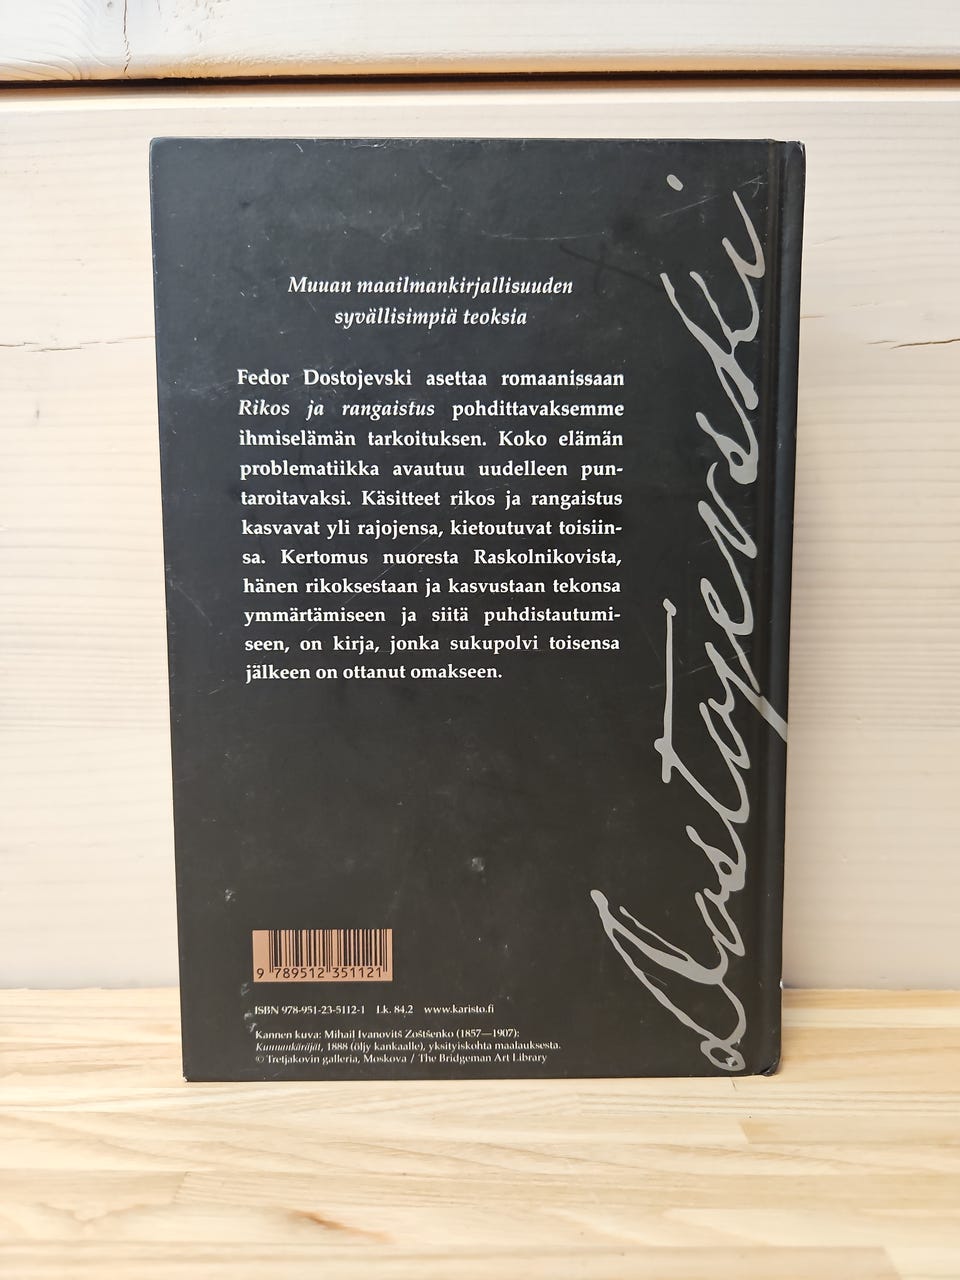 Muuan maailmankirjallisuuden
syvällisimpiä teoksia
Fedor Dostojevski asettaa romaanissaan
Rikos ja rangaistus pohdittavaksemme
ihmiselämän tarkoituksen. Koko elämän
problematiikka avautuu uudelleen pun-
taroitavaksi. Käsitteet rikos ja rangaistus
kasvavat yli rajojensa, kietoutuvat toisiin-
sa. Kertomus nuoresta Raskolnikovista,
hänen rikoksestaan ja kasvustaan tekonsa
ymmärtämiseen ja siitä puhdistautumi-
seen, on kirja, jonka sukupolvi toisensa
jälkeen on ottanut omakseen.
Dostojevski
9 789512 351121
ISBN 978-951-23-5112-1 Lk. 84.2 www.karisto.fi
Kannen kuva: Mihail Ivanovitš Zoštšenko (1857—1907):
Kunnankäräjät, 1888 (öljy kankaalle), yksityiskohta maalauksesta.
© Tretjakovin galleria, Moskova / The Bridgeman Art Library